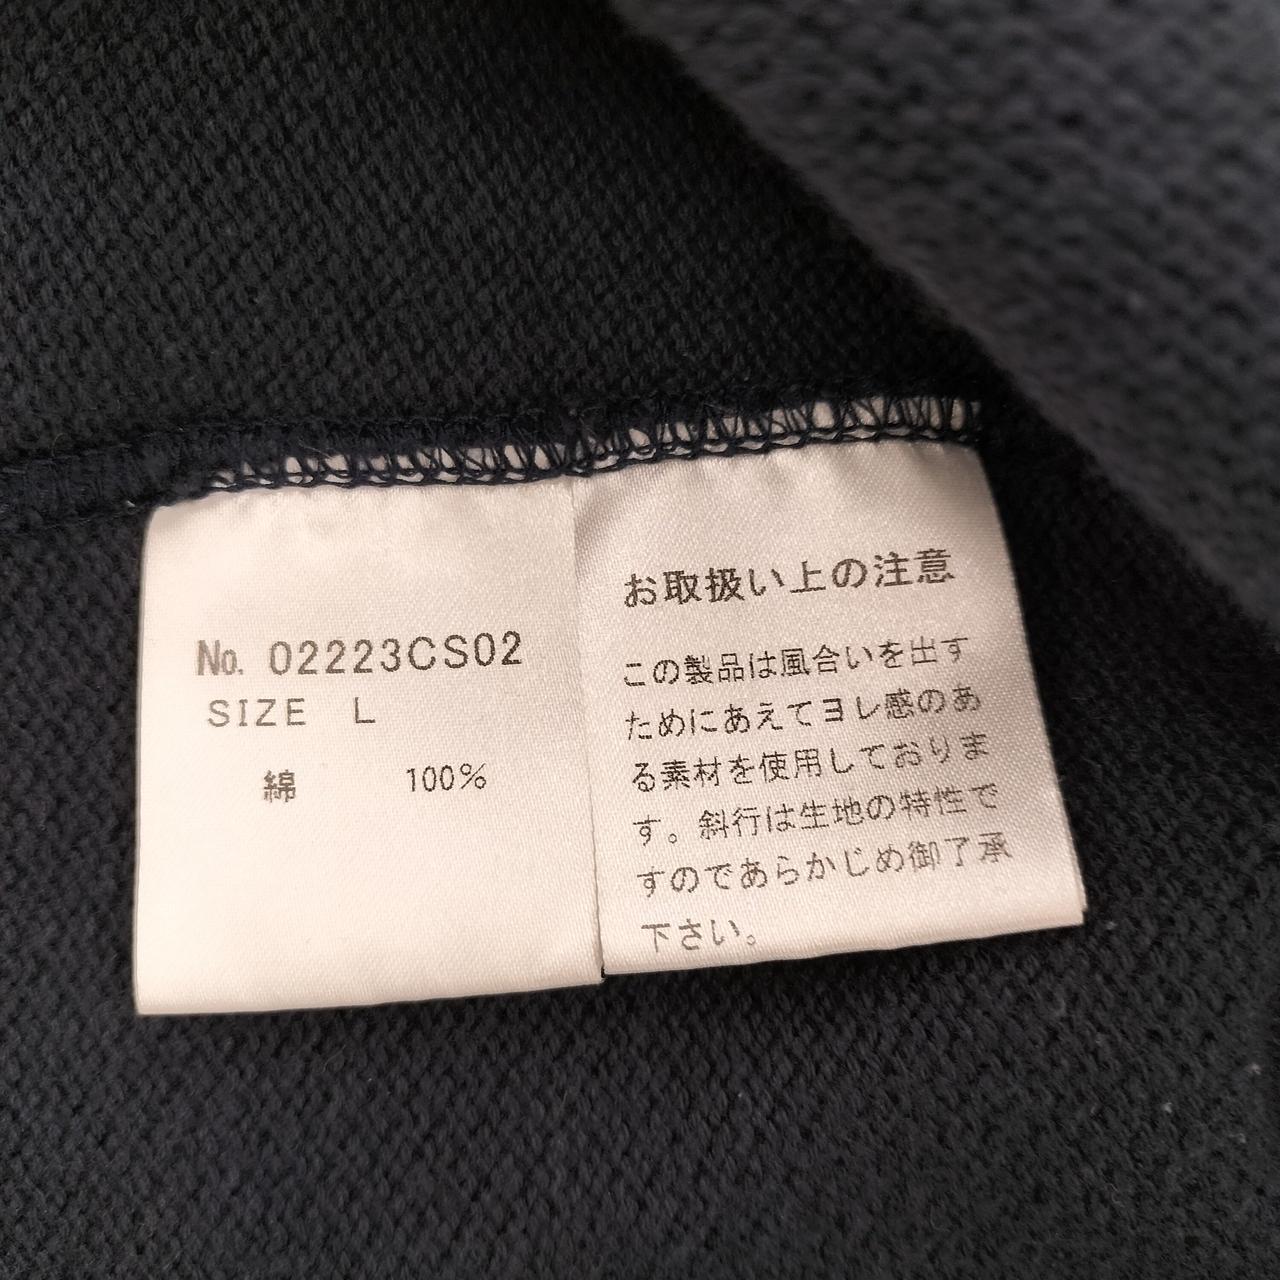 No. 02223CS02
SIZE L
綿 100%
お取扱い上の注意
この製品は風合いを出す
ためにあえてヨレ感のあ
る素材を使用しておりま
す。斜行は生地の特性で
すのであらかじめ御了承
下さい。